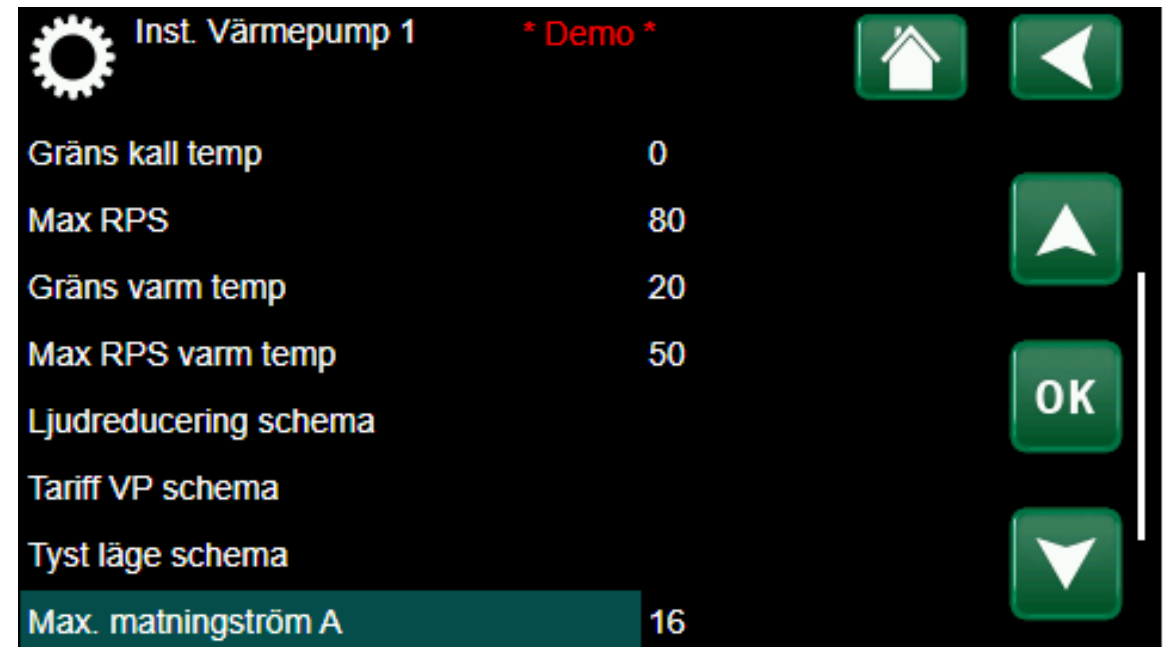 Inst. Värmepump 1 * Demo *
Gräns kall temp 0
Max RPS 80
Gräns varm temp 20
Max RPS varm temp 50
Ljudreducering schema
OK
Tariff VP schema
Tyst läge schema
Max. matningström A 16